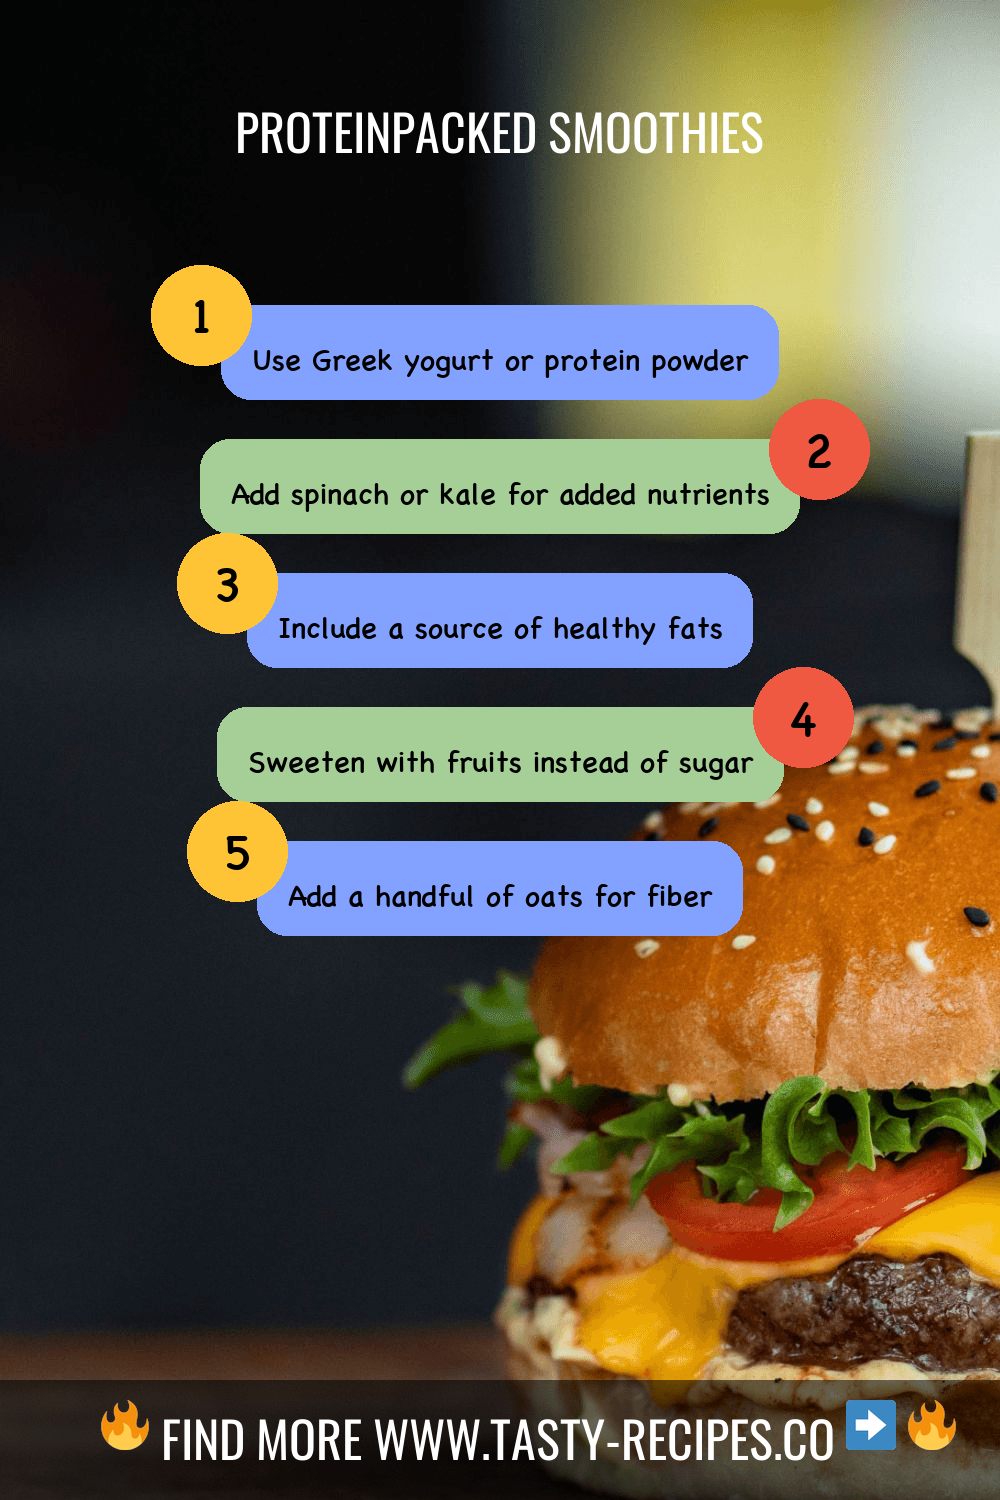 PROTEINPACKED SMOOTHIES
1
Use Greek yogurt or protein powder
2
Add spinach or kale for added nutrients
3
Include a source of healthy fats
4
Sweeten with fruits instead of sugar
5
Add a handful of oats for fiber
🔥 FIND MORE WWW.TASTY-RECIPES.CO ➡️ 🔥